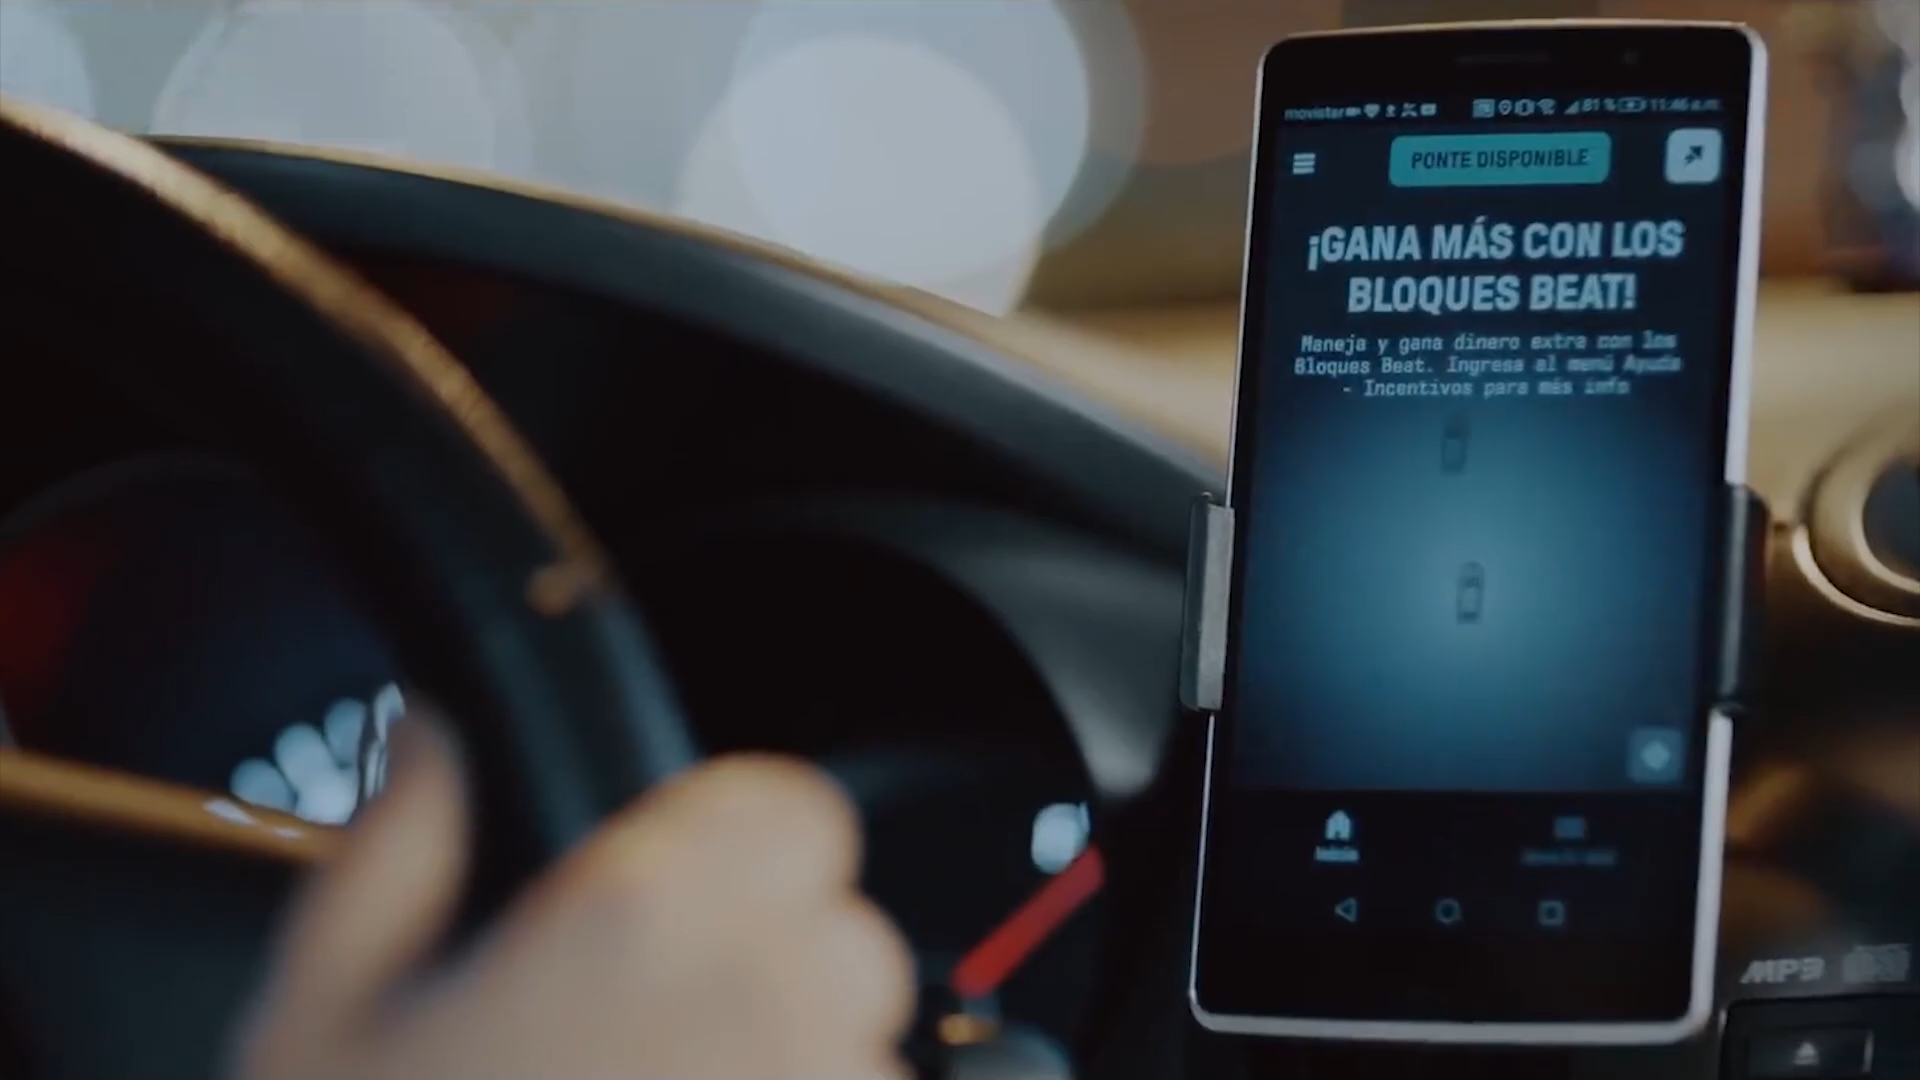 movistar 81 % 11:46 a.m.
PONTE DISPONIBLE
¡GANA MÁS CON LOS
BLOQUES BEAT!
Maneja y gana dinero extra con los
Bloques Beat. Ingresa al menú Ayuda
- Incentivos para más info
Inicio
MP3